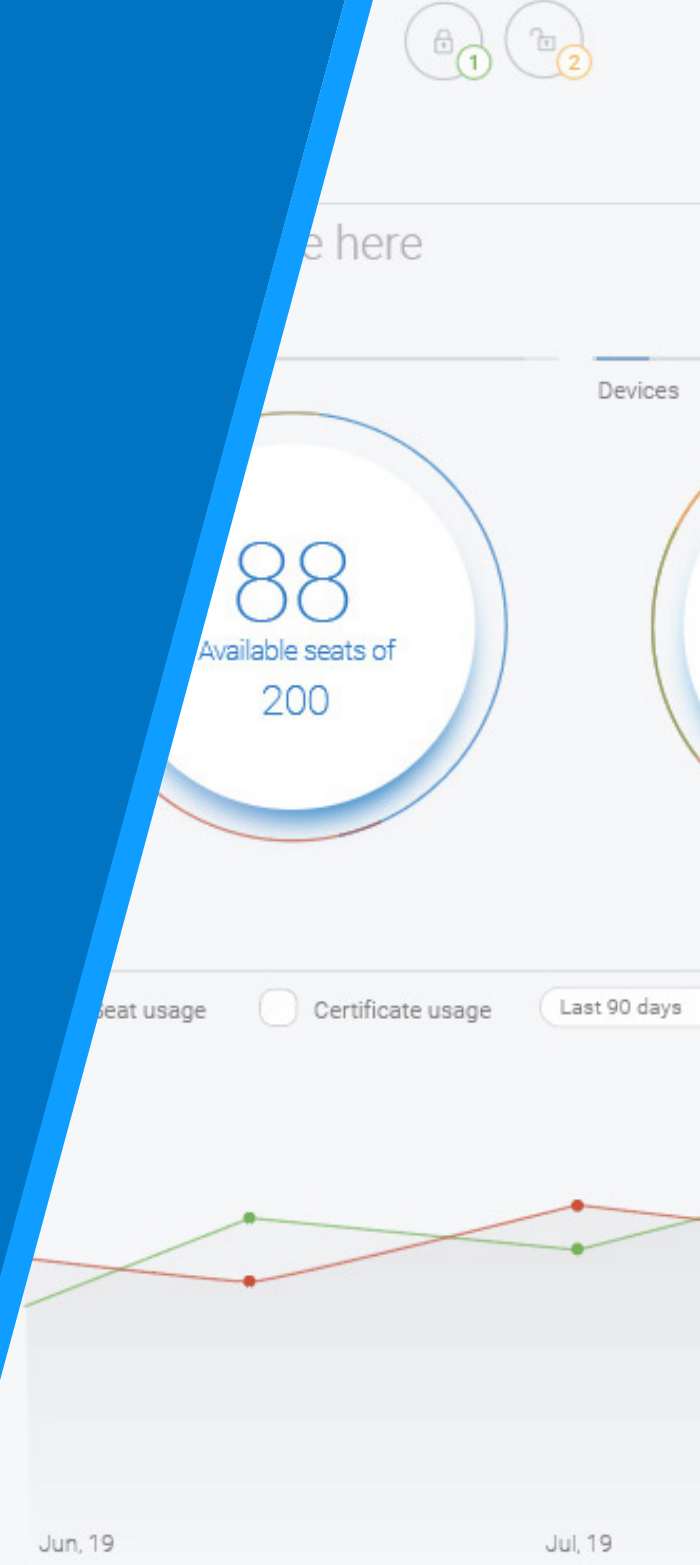 1
2
e here
Devices
88
Available seats of
200
Seat usage
Certificate usage
Last 90 days
Jun, 19
Jul, 19